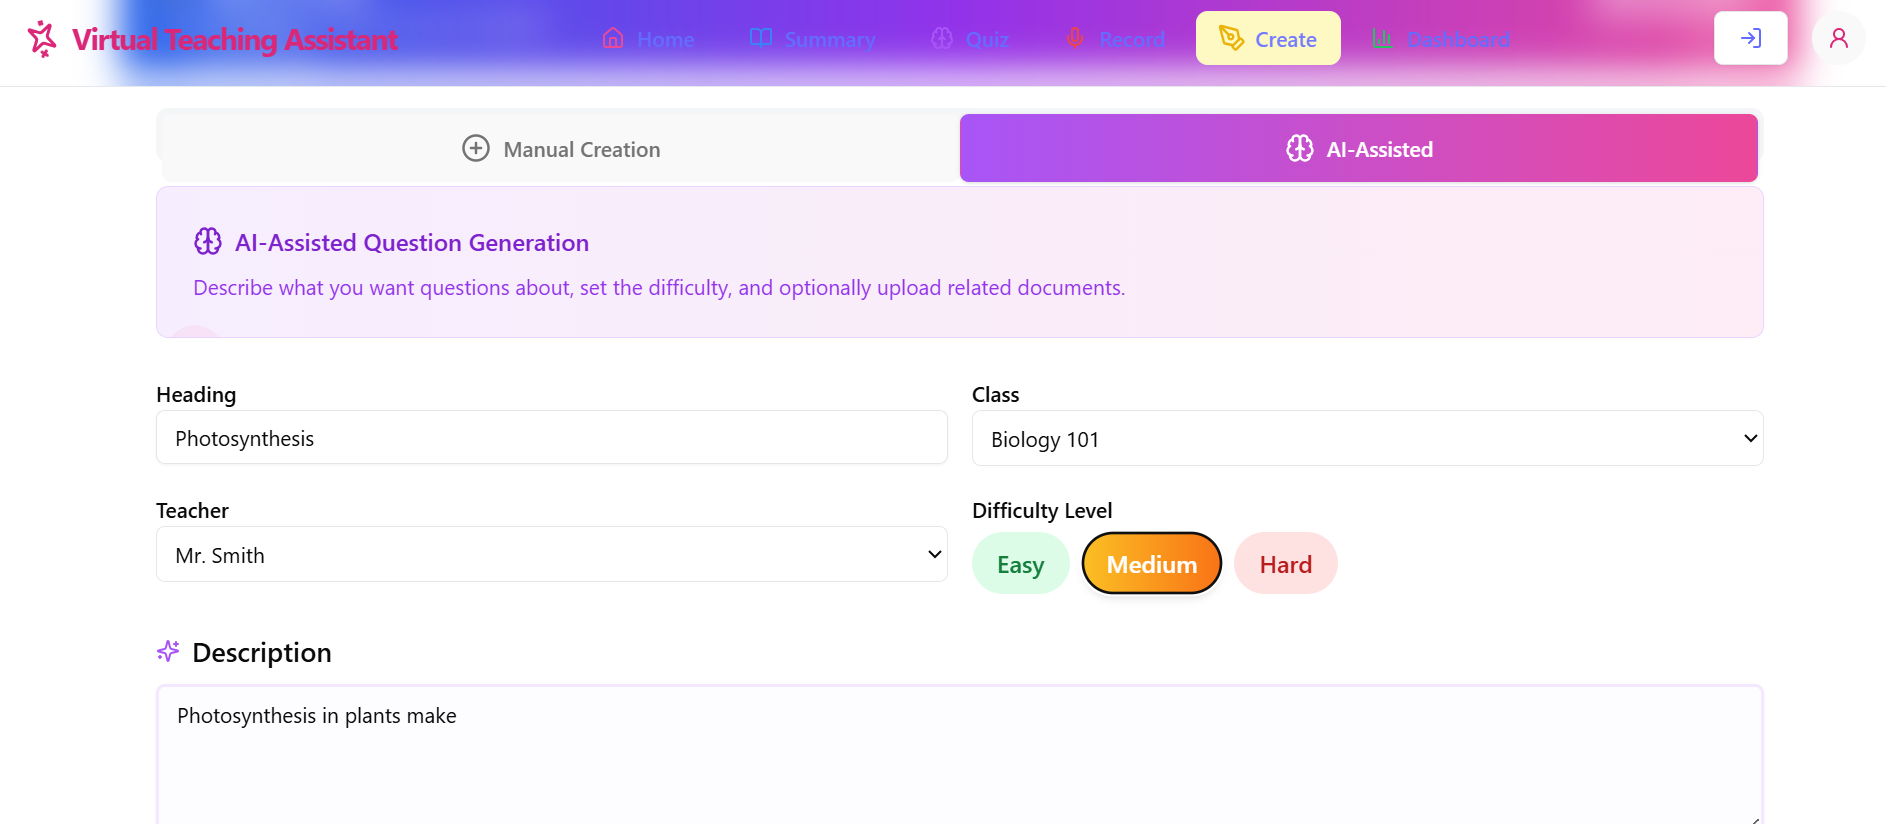 Virtual Teaching Assistant
Home
Summary
Quiz
Record
Create
Dashboard
Manual Creation
AI-Assisted
AI-Assisted Question Generation
Describe what you want questions about, set the difficulty, and optionally upload related documents.
Heading
Class
Photosynthesis
Biology 101
Teacher
Difficulty Level
Mr. Smith
Easy
Medium
Hard
Description
Photosynthesis in plants make